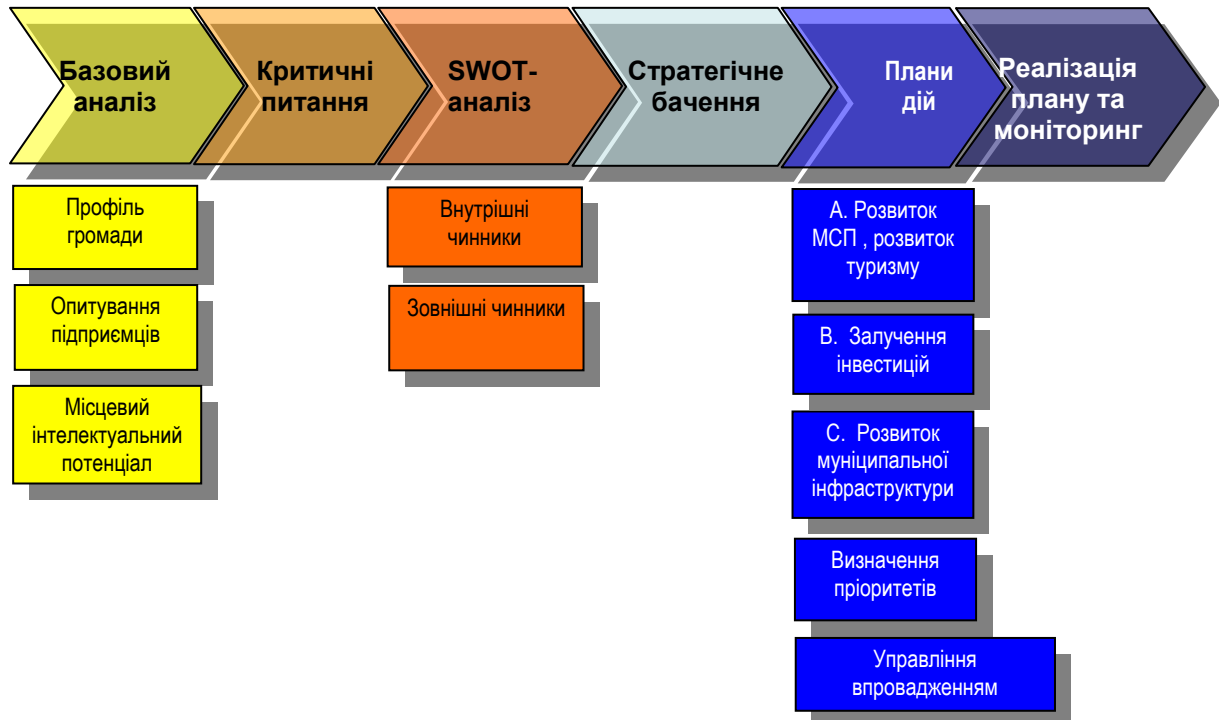 Базовий
аналіз
Критичні
питання
SWOT-
аналіз
Стратегічне
бачення
Плани
дій
Реалізація
плану та
моніторинг
Профіль
громади
Опитування
підприємців
Місцевий
інтелектуальний
потенціал
Внутрішні
чинники
Зовнішні чинники
А. Розвиток
МСП , розвиток
туризму
В. Залучення
інвестицій
С. Розвиток
муніципальної
інфраструктури
Визначення
пріоритетів
Управління
впровадженням